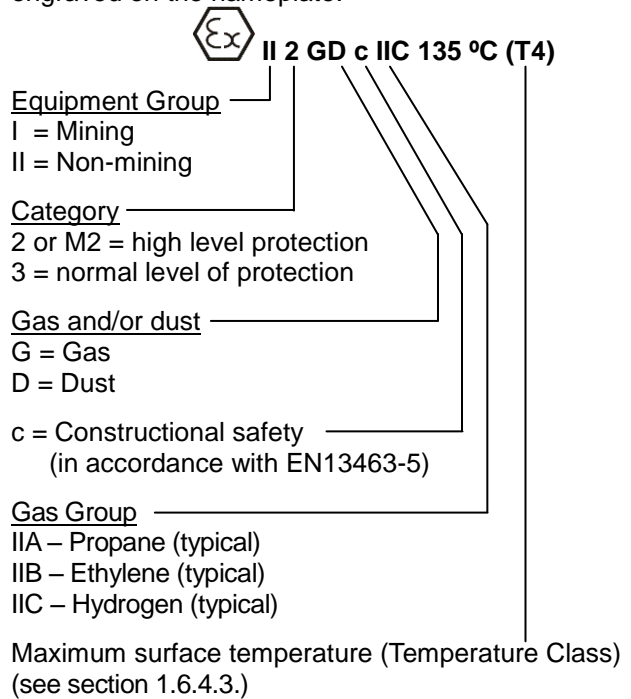 engraved on the nameplate.
Ex II 2 GD c IIC 135 ºC (T4)
Equipment Group
I = Mining
II = Non-mining
Category
2 or M2 = high level protection
3 = normal level of protection
Gas and/or dust
G = Gas
D = Dust
c = Constructional safety
(in accordance with EN13463-5)
Gas Group
IIA – Propane (typical)
IIB – Ethylene (typical)
IIC – Hydrogen (typical)
Maximum surface temperature (Temperature Class)
(see section 1.6.4.3.)